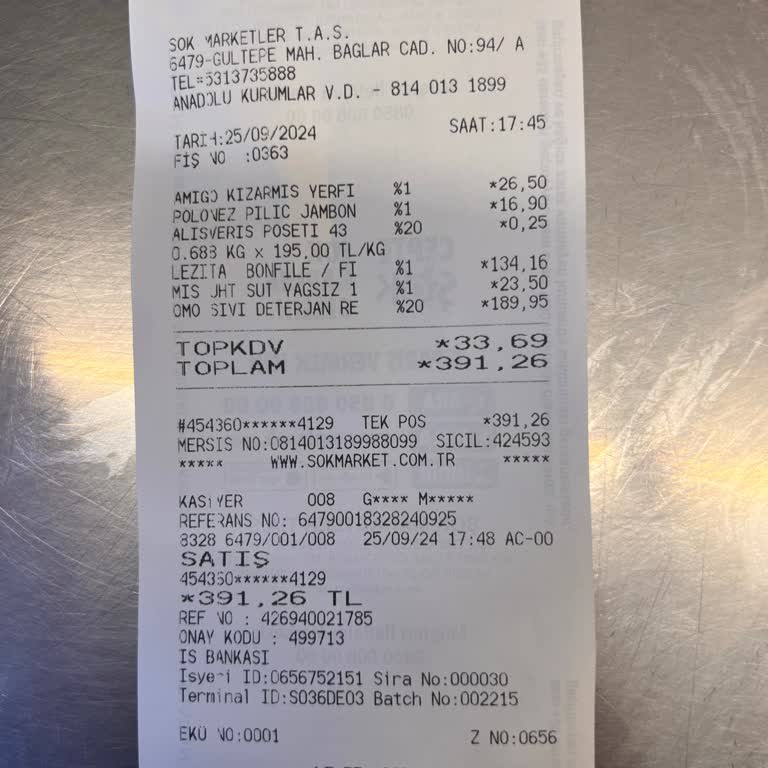 SOK MARKETLER T.A.S.
6479-GULTEPE MAH. BAGLAR CAD. NO:94/ A
TEL=5313735888
ANADOLU KURUMLAR V.D. - 814 013 1899
TARİH:25/09/2024 SAAT:17:45
FİŞ NO :0363
AMIGO KIZARMIS YERFI %1 *26,50
POLONEZ PILIC JAMBON %1 *16,90
ALISVERIS POSETI 43 %20 *0,25
0.688 KG x 195,00 TL/KG
LEZITA BONFILE / FI %1 *134,16
MIS UHT SUT YAGSIZ 1 %1 *23,50
OMO SIVI DETERJAN RE %20 *189,95
TOPKDV *33,69
TOPLAM *391,26
#454360******4129 TEK POS *391,26
MERSIS NO:0814013189988099 SICIL:424593
***** WWW.SOKMARKET.COM.TR *****
KASIYER 008 G**** M*****
REFERANS NO: 64790018328240925
8328 6479/001/008 25/09/24 17:48 AC-00
SATIŞ
454360******4129
*391,26 TL
REF NO : 426940021785
ONAY KODU : 499713
IS BANKASI
Isyeri ID:0656752151 Sira No:000030
Terminal ID:S036DE03 Batch No:002215
EKÜ NO:0001 Z NO:0656